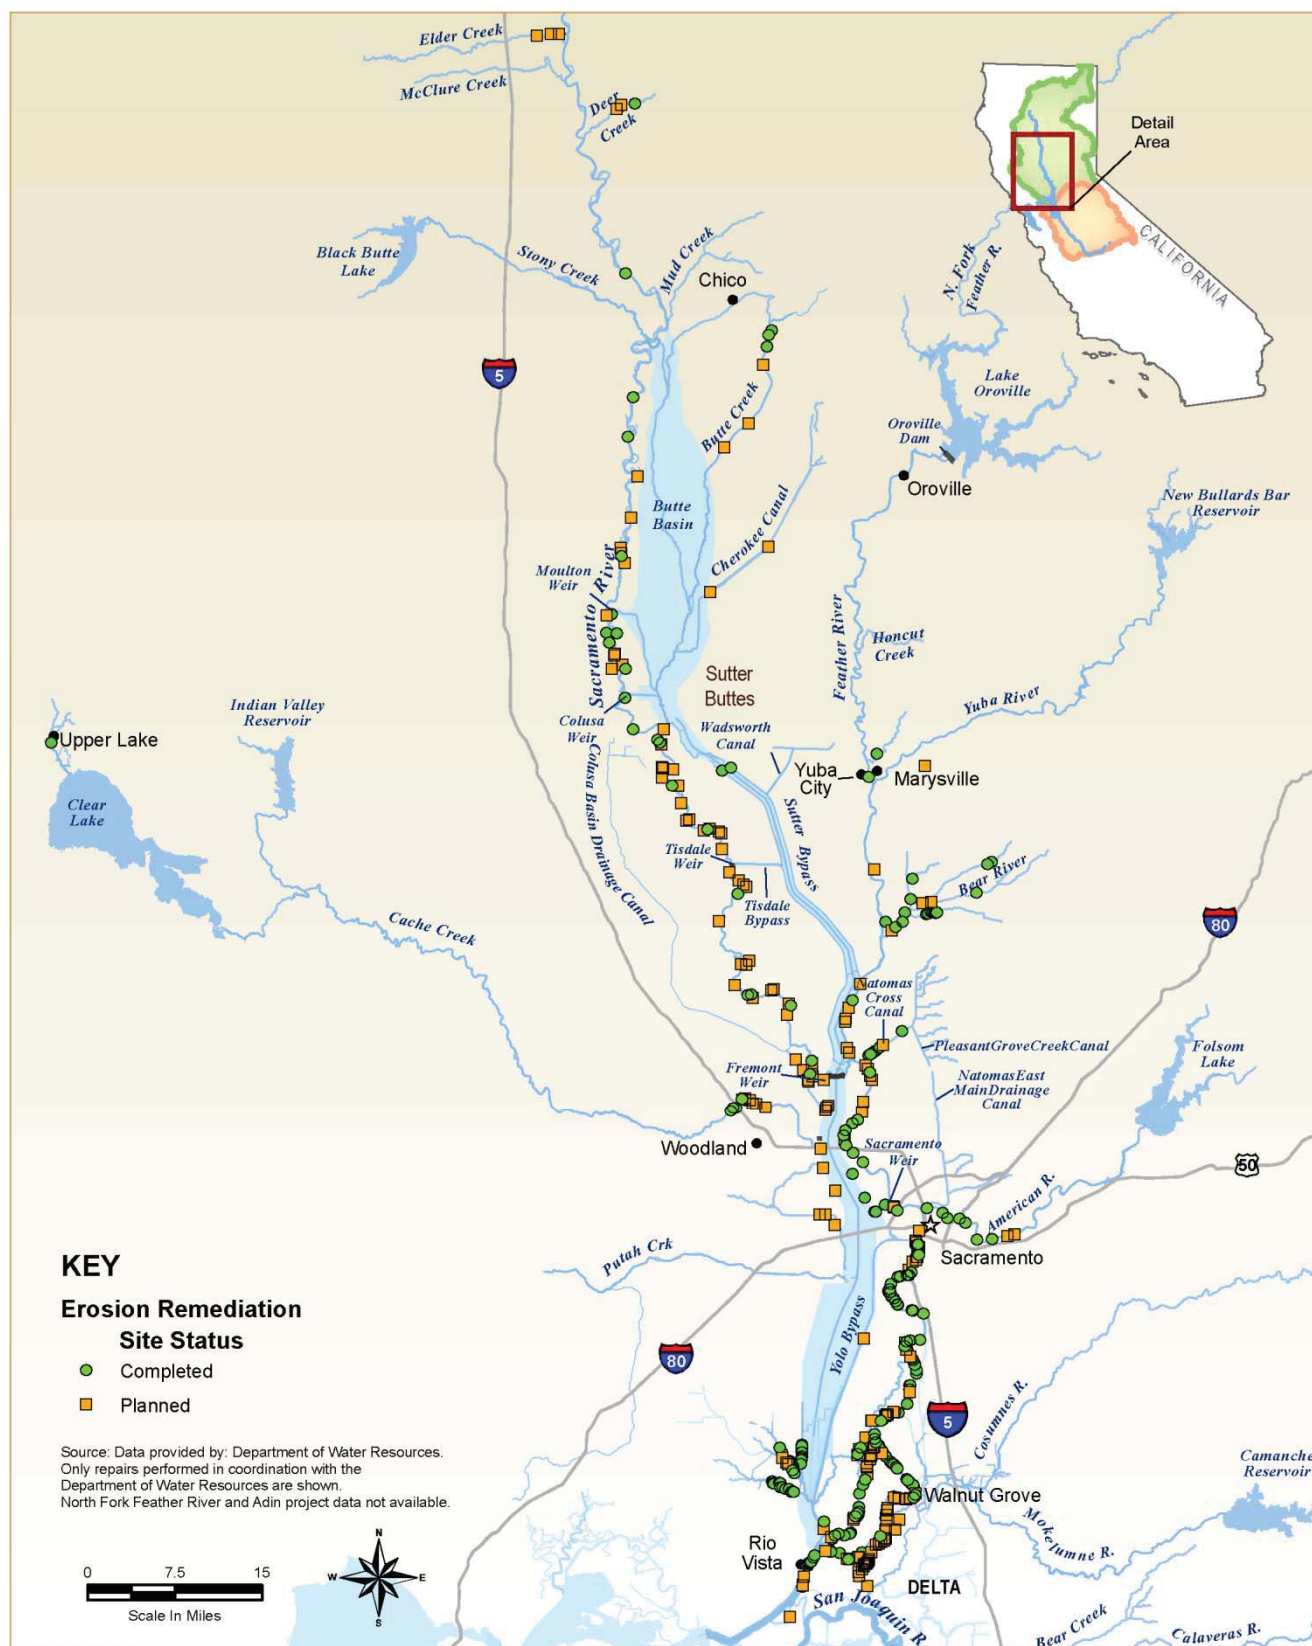 Elder Creek
McClure Creek
Deer
Creek
Detail
Area
CALIFORNIA
Black Butte
Lake
Stony Creek
Mud Creek
Chico
N. Fork
Feather R.
5
Lake
Oroville
Oroville
Dam
Butte Creek
Oroville
New Bullards Bar
Reservoir
Butte
Basin
Cherokee Canal
Moulton
Weir
Sacramento River
Feather River
Honcut
Creek
Sutter
Buttes
Yuba River
Indian Valley
Reservoir
Colusa
Weir
Wadsworth
Canal
Upper Lake
Yuba
City
Marysville
Clear
Lake
Colusa Basin Drainage Canal
Sutter Bypass
Tisdale
Weir
Tisdale
Bypass
Bear River
Cache Creek
80
Natomas
Cross
Canal
PleasantGroveCreekCanal
Folsom
Lake
Fremont
Weir
NatomasEast
MainDrainage
Canal
Woodland
Sacramento
Weir
50
American R.
Sacramento
Putah Crk
KEY
Erosion Remediation
Site Status
Completed
Planned
Yolo Bypass
80
5
Cosumnes R.
Source: Data provided by: Department of Water Resources.
Only repairs performed in coordination with the
Department of Water Resources are shown.
North Fork Feather River and Adin project data not available.
Camanche
Reservoir
Walnut Grove
Mokelumne R.
N
W
E
S
Rio
Vista
DELTA
San Joaquin R.
0
7.5
15
Scale In Miles
Bear Creek
Calaveras R.